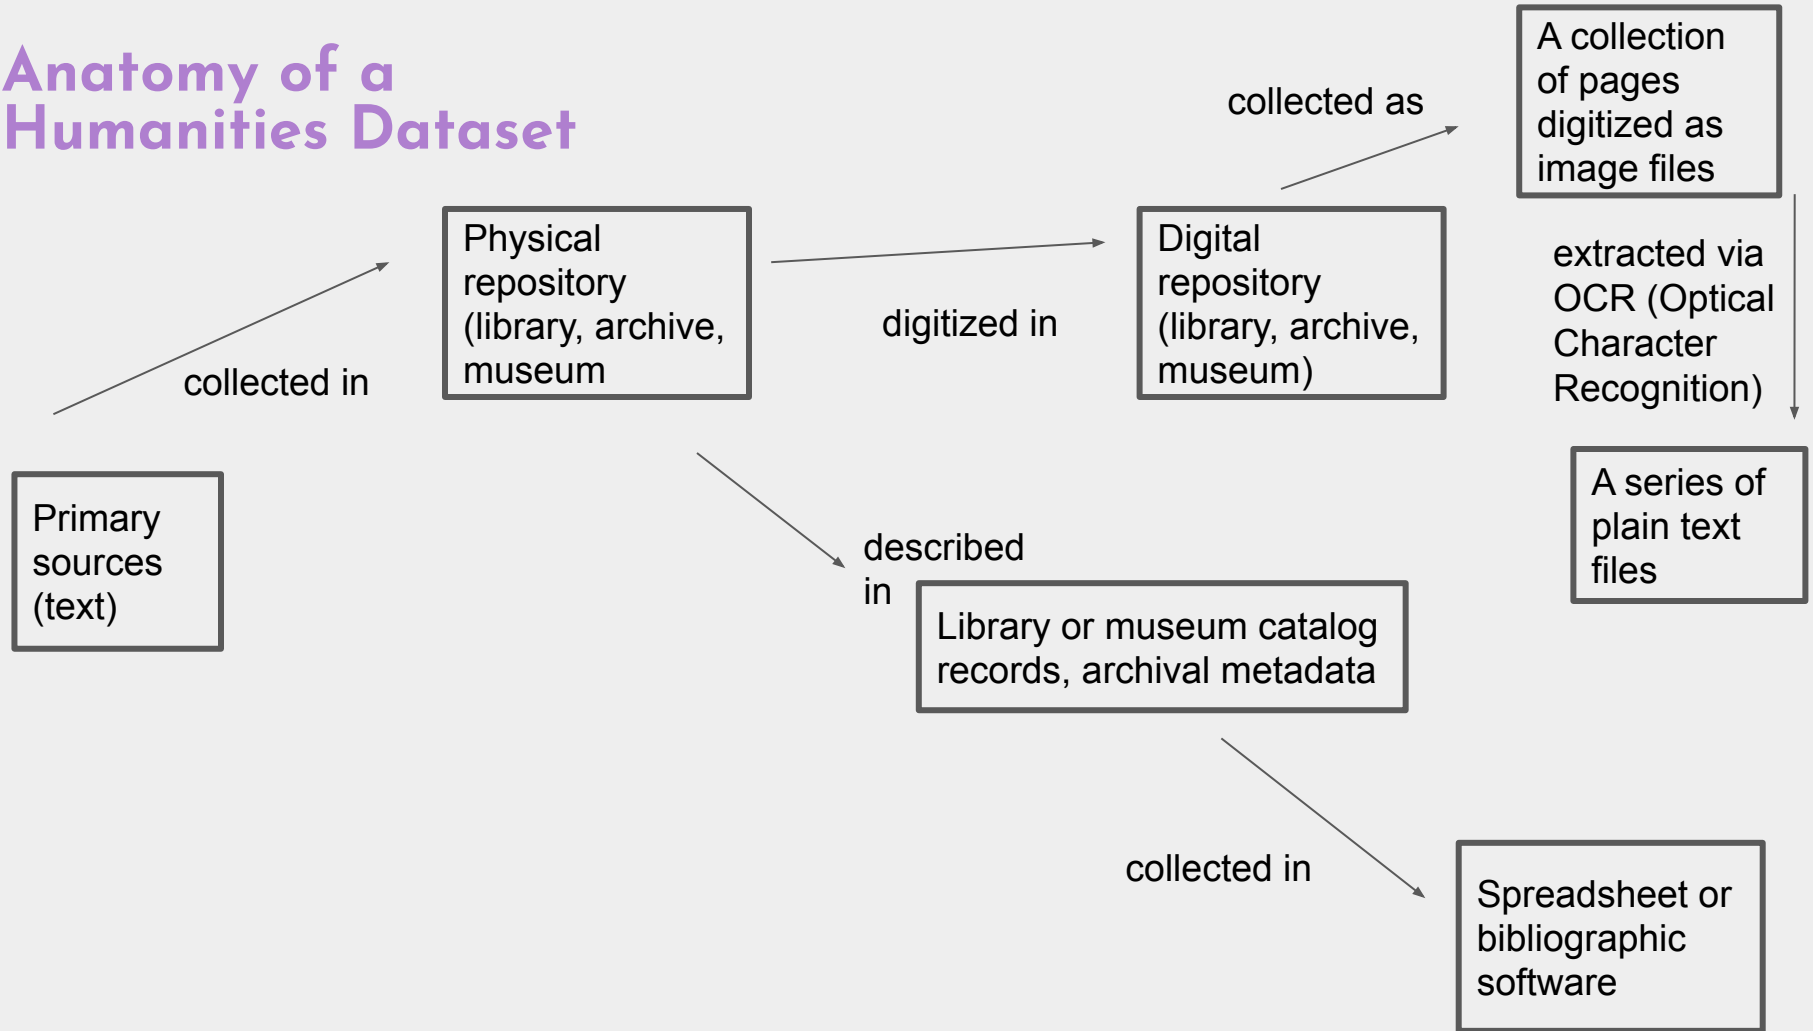 Anatomy of a
Humanities Dataset
Primary
sources
(text)
collected in
Physical
repository
(library, archive,
museum
digitized in
Digital
repository
(library, archive,
museum)
collected as
A collection
of pages
digitized as
image files
extracted via
OCR (Optical
Character
Recognition)
A series of
plain text
files
described
in
Library or museum catalog
records, archival metadata
collected in
Spreadsheet or
bibliographic
software